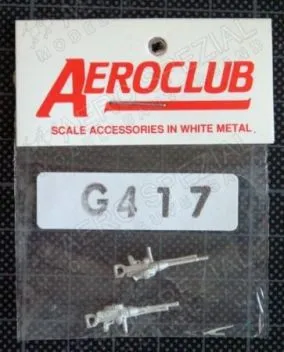 AEROCLUB
SCALE ACCESSORIES IN WHITE METAL.
G417